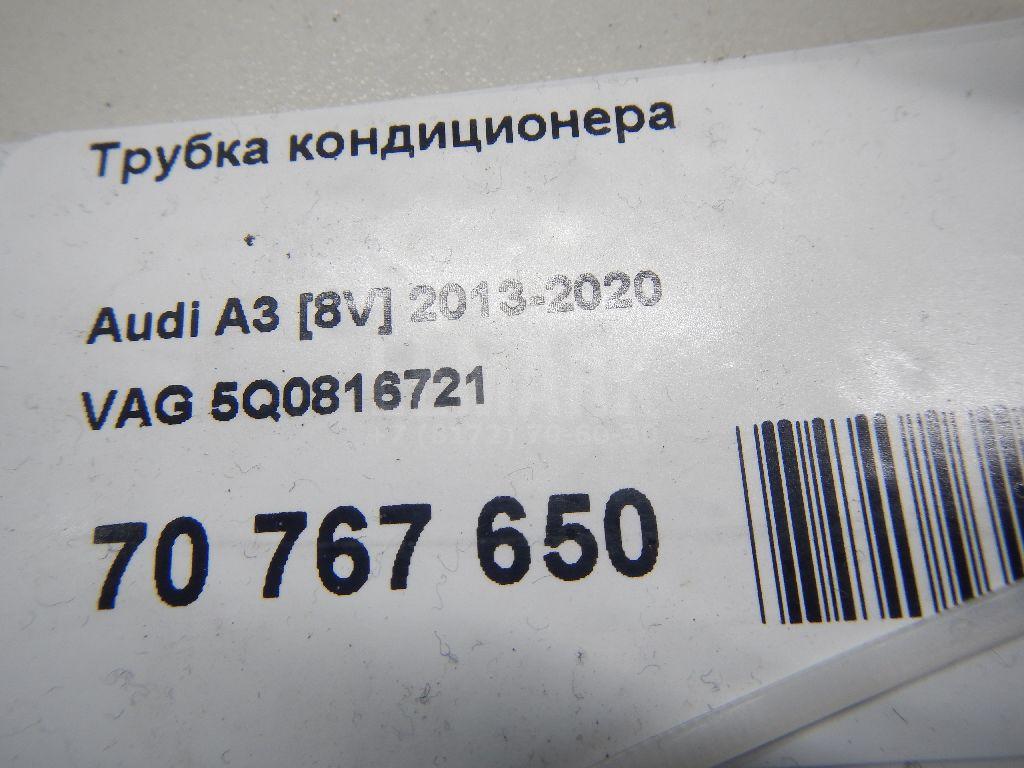 Трубка кондиционера
Audi A3 [8V] 2013-2020
VAG 5Q0816721
70 767 650